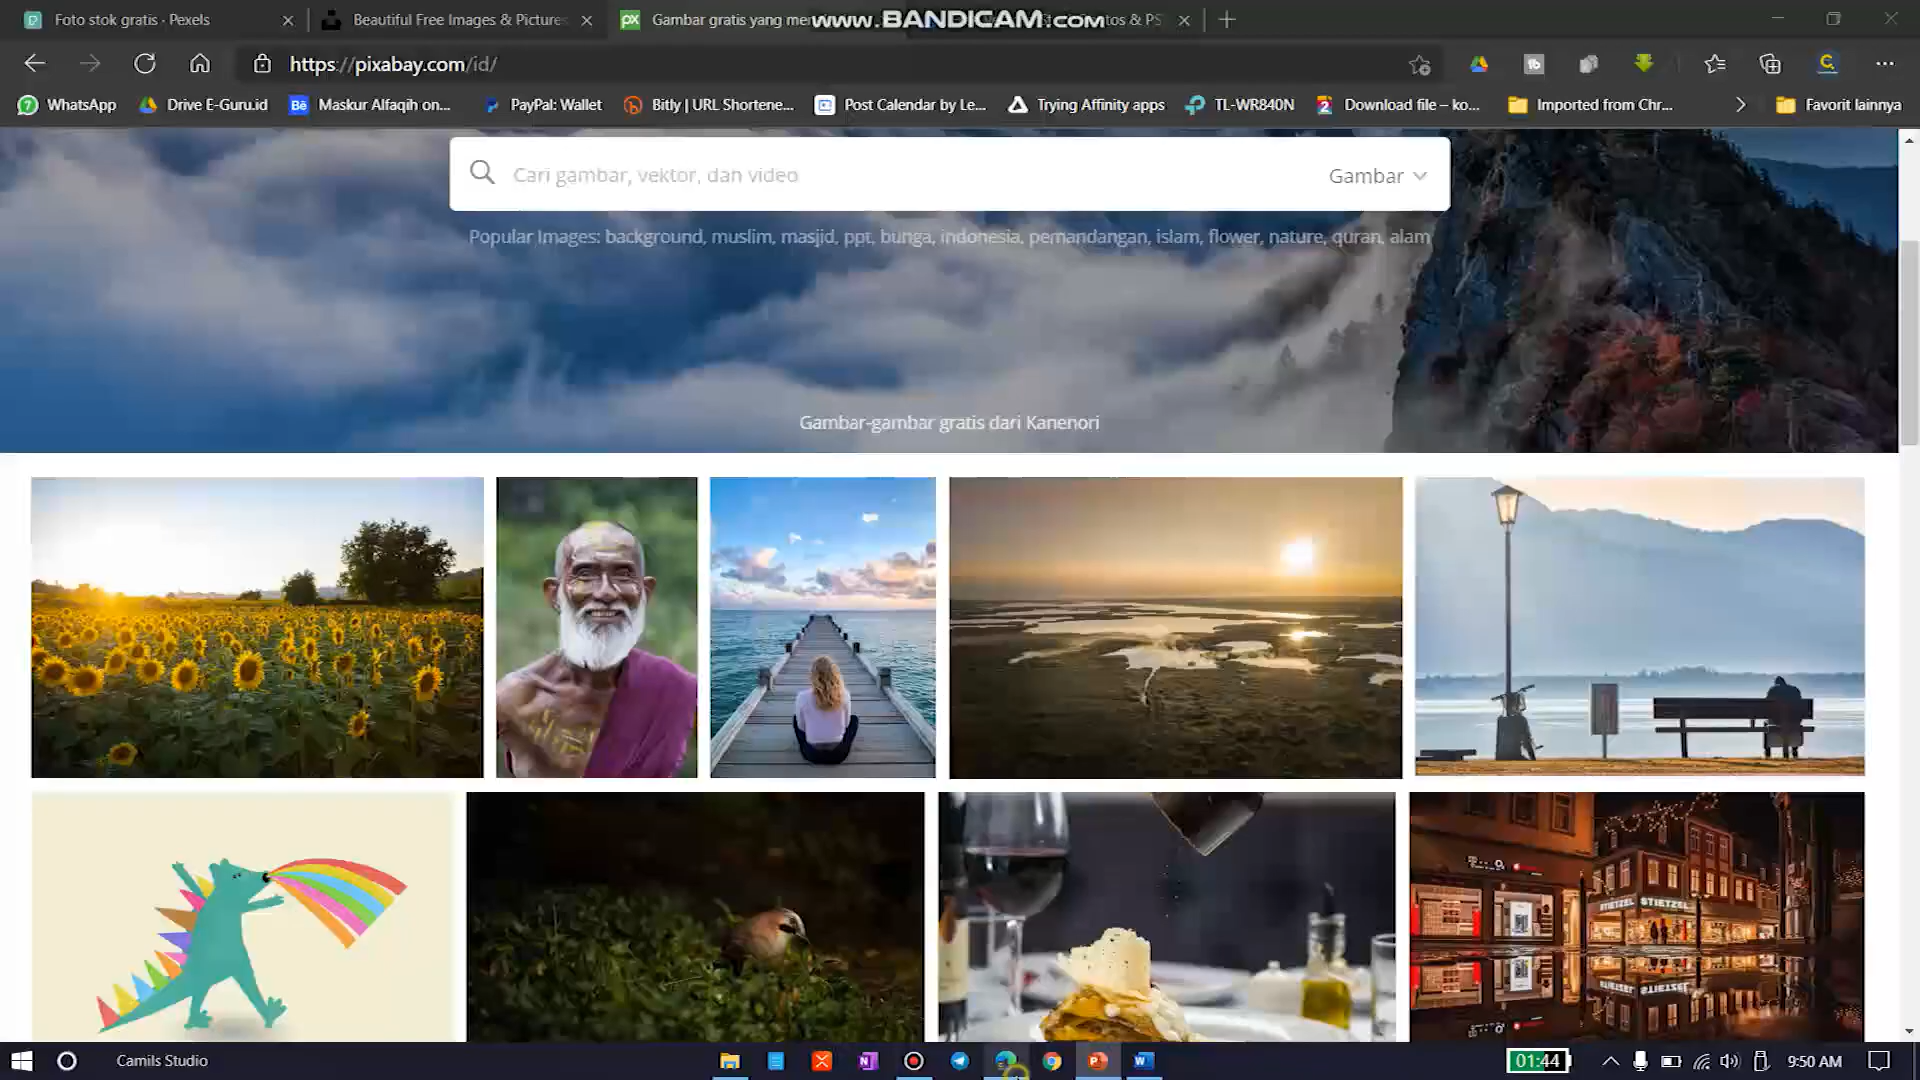 Foto stok gratis · Pexels
Beautiful Free Images & Pictures
Gambar gratis yang me
www.BANDICAM.com
tos & PS
https://pixabay.com/id/
WhatsApp
Drive E-Guru.id
Bē
Maskur Alfaqih on...
PayPal: Wallet
Bitly | URL Shortene...
Post Calendar by Le...
Trying Affinity apps
TL-WR840N
Download file – ko...
Imported from Chr...
Favorit lainnya
Cari gambar, vektor, dan video
Gambar
Popular Images: background, muslim, masjid, ppt, bunga, indonesia, pemandangan, islam, flower, nature, quran, alam
Gambar-gambar gratis dari Kanenori
STIETZEL STIETZEL
Camils Studio
01:44
9:50 AM